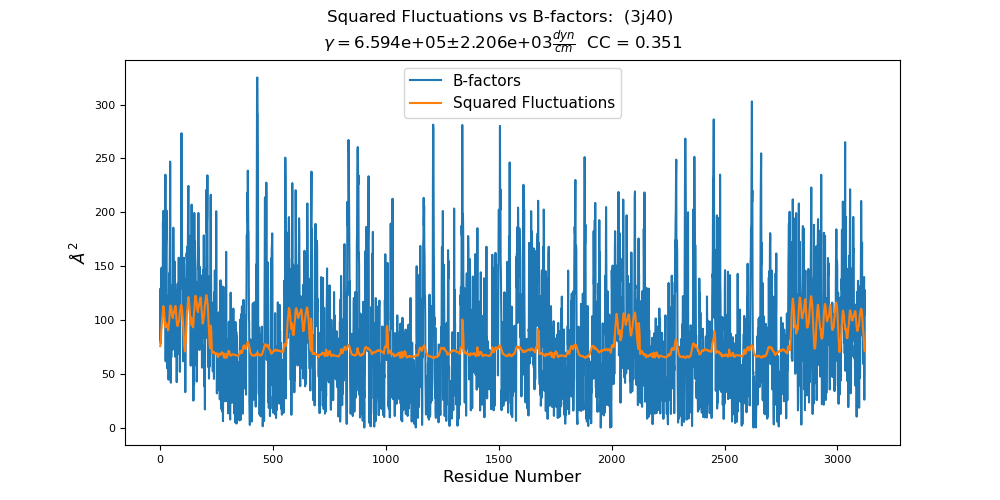 Squared Fluctuations vs B-factors:  (3j40)
γ = 6.594e+05±2.206e+03 dyn/cm  CC = 0.351
B-factors
Squared Fluctuations
Å ²
300
250
200
150
100
50
0
0 500 1000 1500 2000 2500 3000
Residue Number